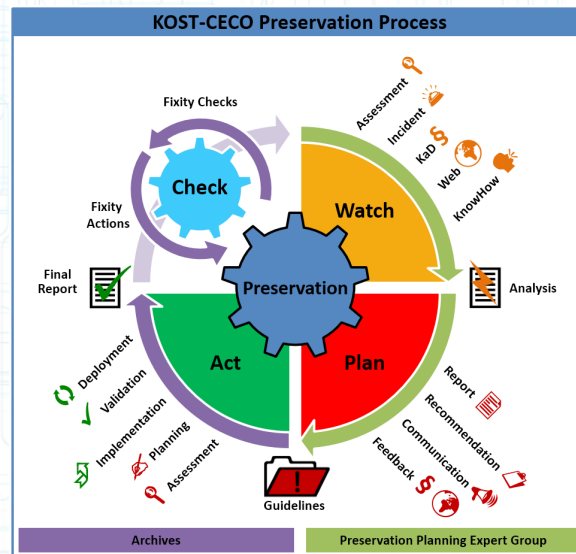 KOST-CECO Preservation Process
Fixity Checks
Check
Fixity
Actions
Assessment
Incident
KaD
§
Web
KnowHow
Watch
Final
Report
Preservation
Analysis
Act
Plan
Deployment
Validation
Implementation
Planning
Assessment
Report
Recommendation
Communication
Feedback
§
!
Guidelines
Archives
Preservation Planning Expert Group